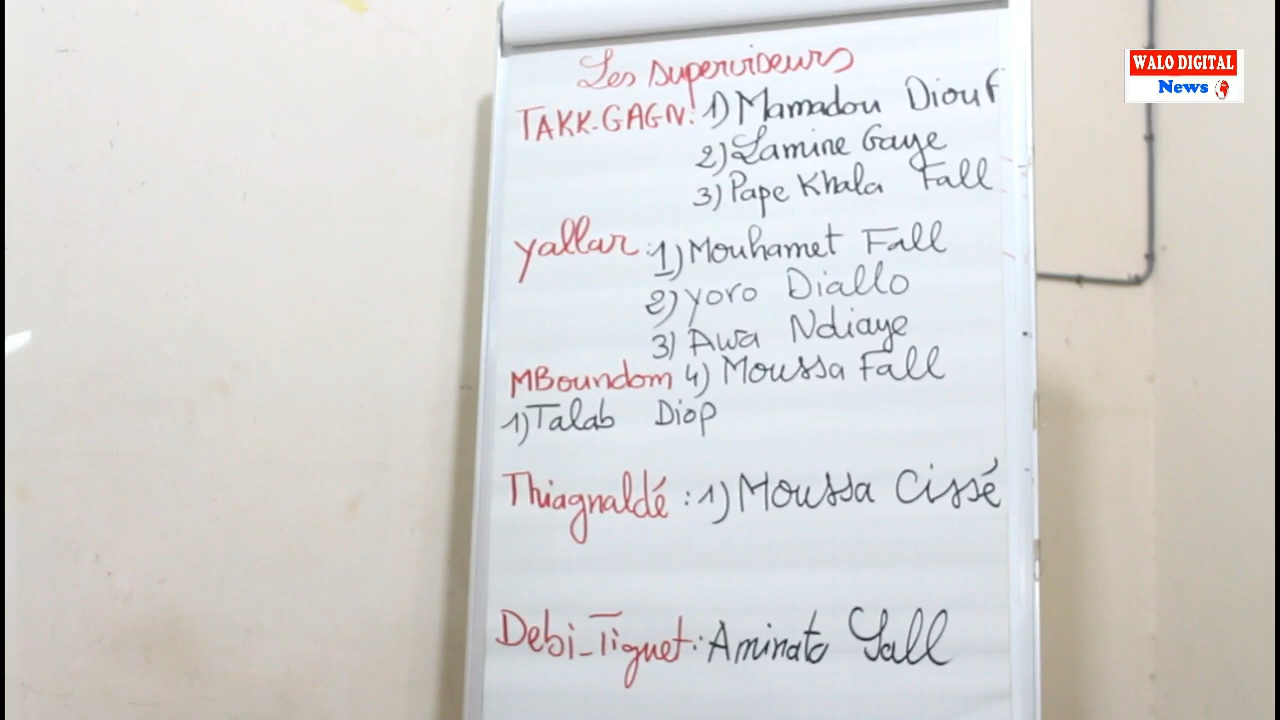 Les superviseurs
TAKK-GAGN: 1) Mamadou Diouf
2) Lamine Gaye
3) Pape Khala Fall
Yallar: 1) Mouhamet Fall
2) Yoro Diallo
3) Awa Ndiaye
MBoundom 4) Moussa Fall
1) Talab Diop
Thiagnaldé: 1) Moussa Cissé
Debi-Tiguet: Aminata Sall
WALO DIGITAL
News